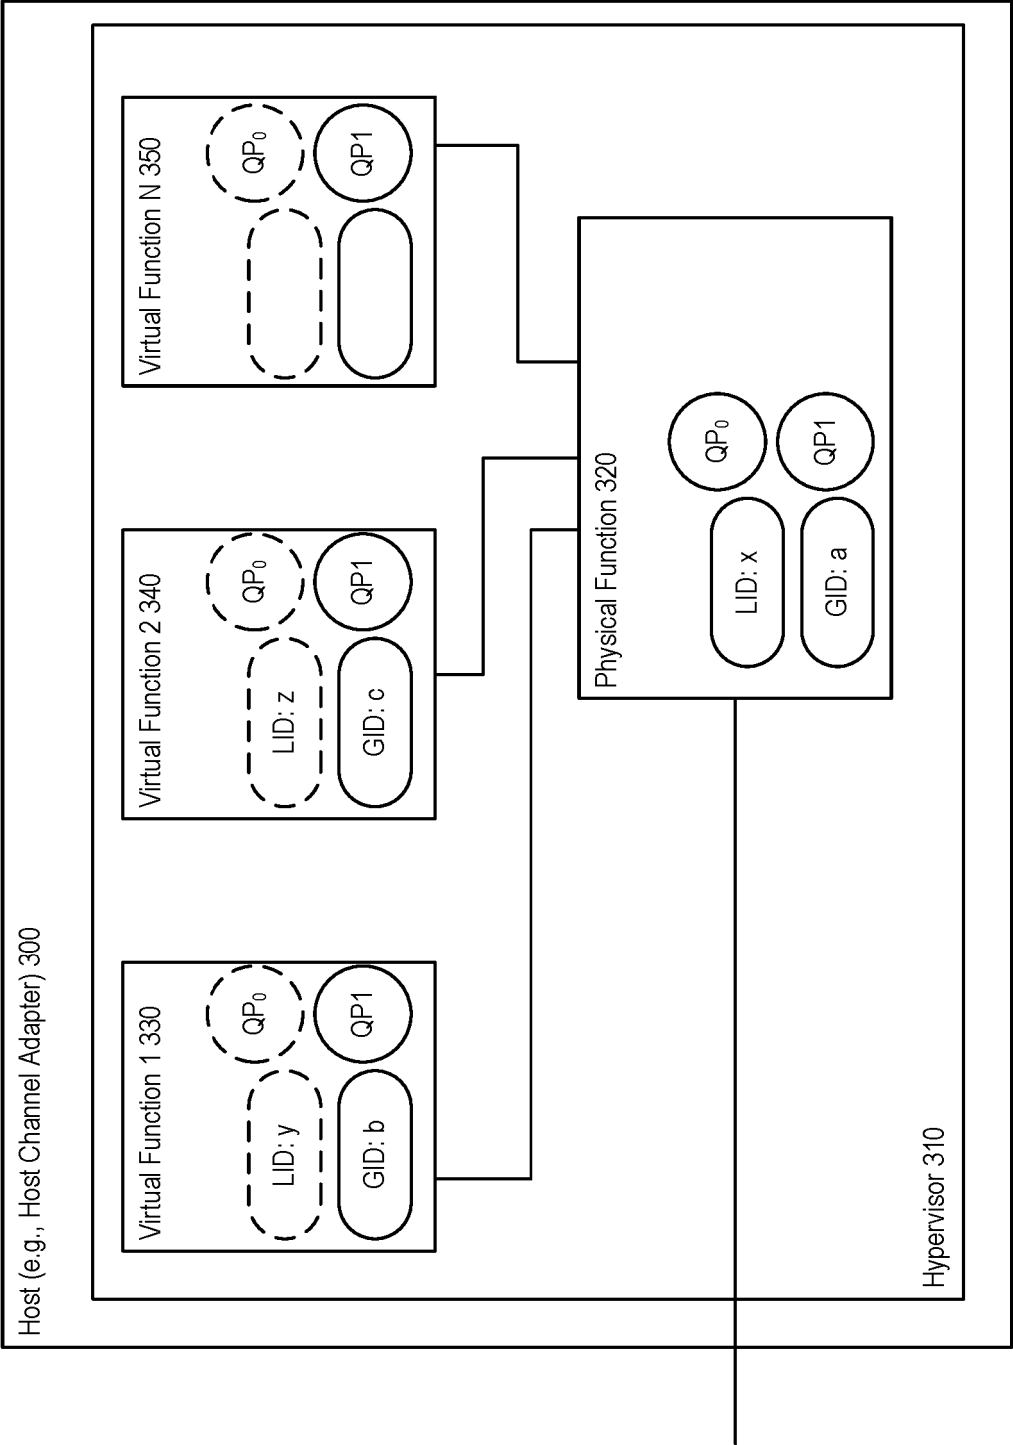 Host (e.g., Host Channel Adapter) 300
Virtual Function 1 330
LID: y
QP₀
GID: b
QP1
Virtual Function 2 340
LID: z
QP₀
GID: c
QP1
Virtual Function N 350
QP₀
QP1
Physical Function 320
LID: x
QP₀
GID: a
QP1
Hypervisor 310